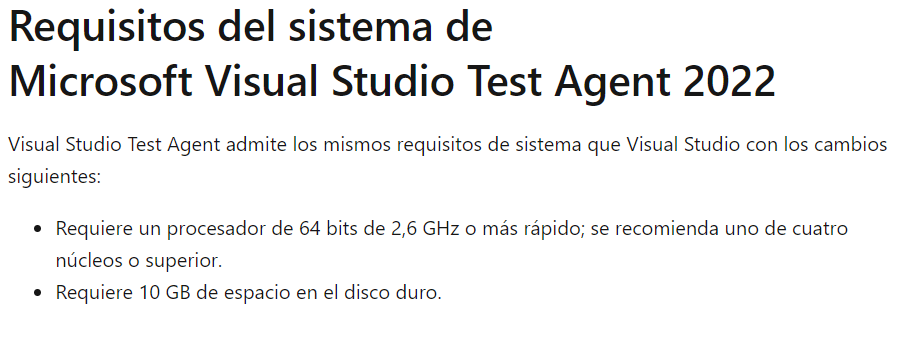 Requisitos del sistema de
Microsoft Visual Studio Test Agent 2022
Visual Studio Test Agent admite los mismos requisitos de sistema que Visual Studio con los cambios
siguientes:
• Requiere un procesador de 64 bits de 2,6 GHz o más rápido; se recomienda uno de cuatro
núcleos o superior.
• Requiere 10 GB de espacio en el disco duro.